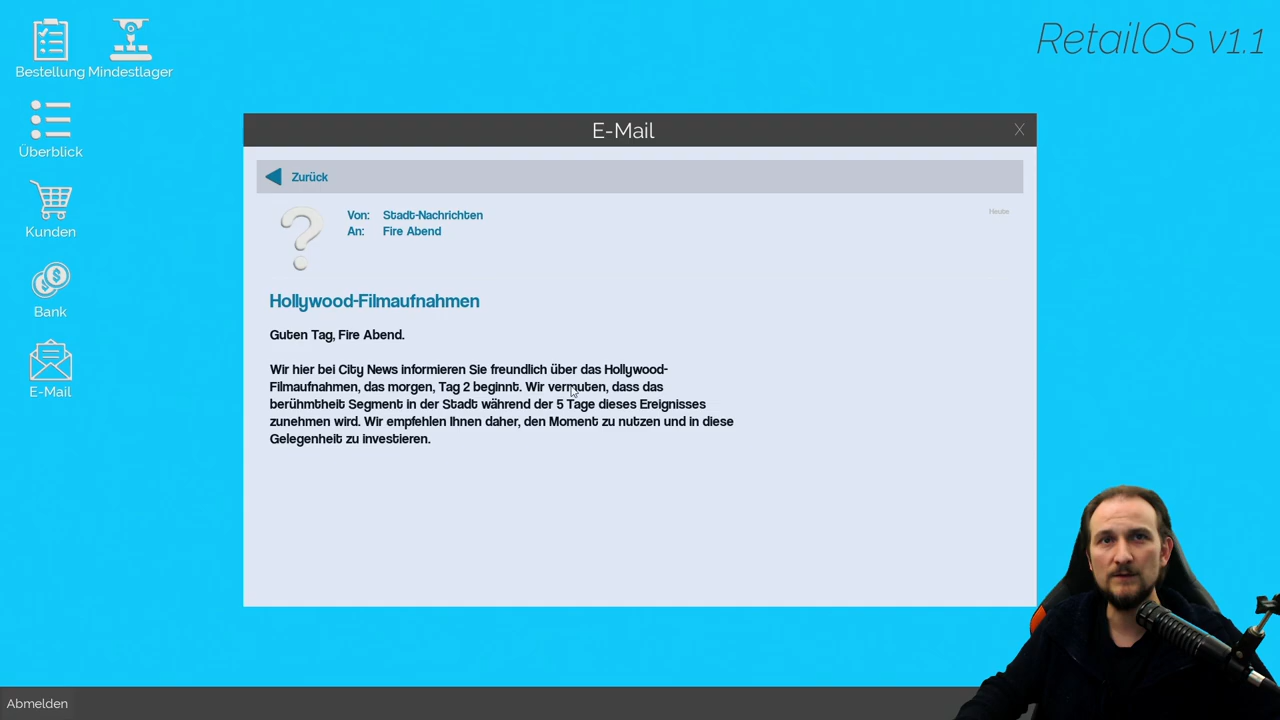 RetailOS v1.1
Bestellung
Mindestlager
Überblick
Kunden
Bank
E-Mail
E-Mail
X
Zurück
Von: Stadt-Nachrichten
Heute
An: Fire Abend
Hollywood-Filmaufnahmen
Guten Tag, Fire Abend.
Wir hier bei City News informieren Sie freundlich über das Hollywood-
Filmaufnahmen, das morgen, Tag 2 beginnt. Wir vermuten, dass das
berühmtheit Segment in der Stadt während der 5 Tage dieses Ereignisses
zunehmen wird. Wir empfehlen Ihnen daher, den Moment zu nutzen und in diese
Gelegenheit zu investieren.
Abmelden